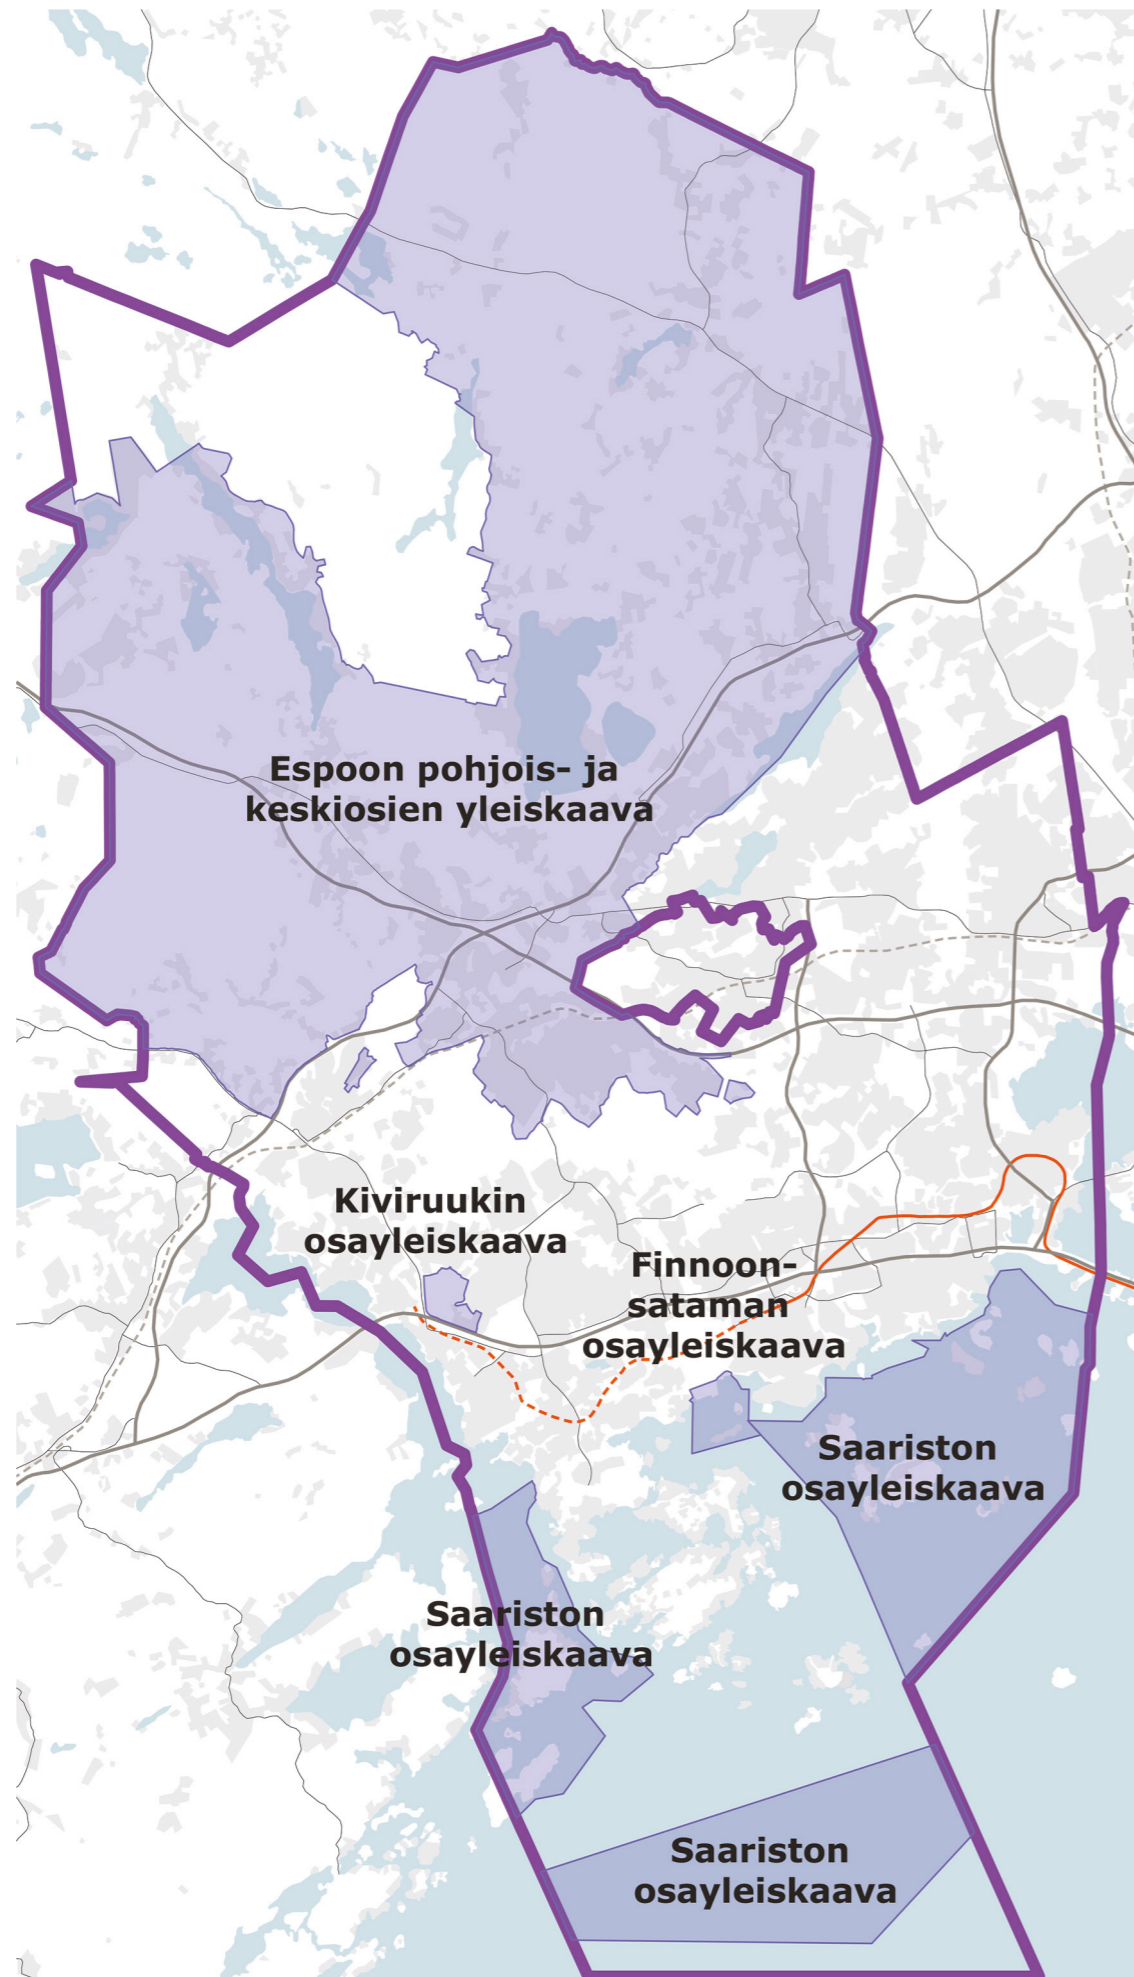 Espoon pohjois- ja
keskiosien yleiskaava
Kiviruukin
osayleiskaava
Finnoon-
sataman
osayleiskaava
Saariston
osayleiskaava
Saariston
osayleiskaava
Saariston
osayleiskaava